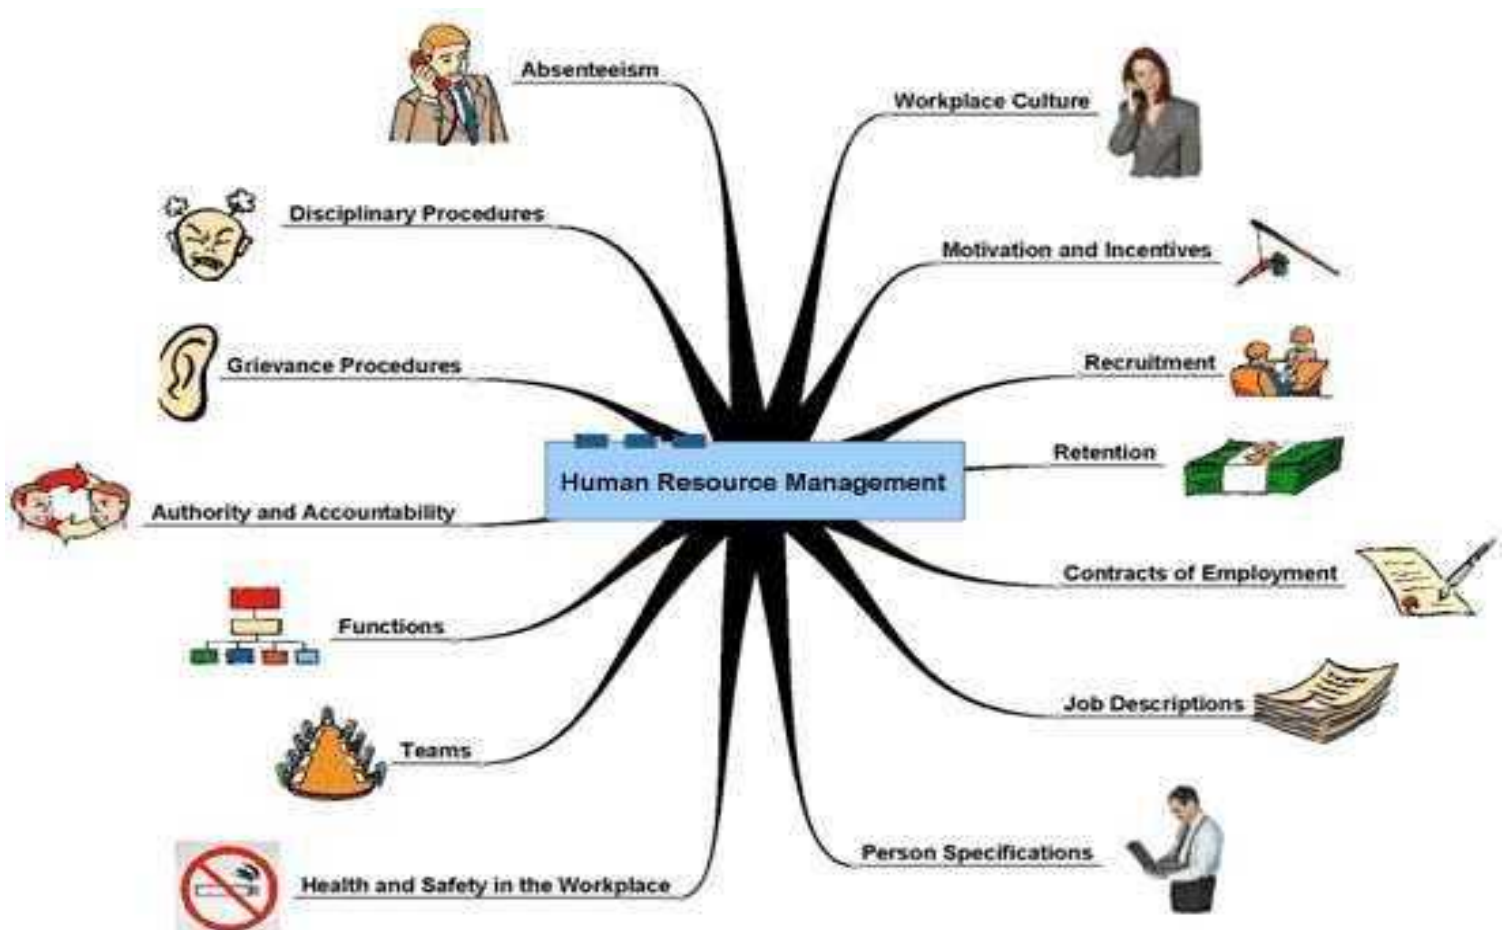 Absenteeism
Workplace Culture
Disciplinary Procedures
Motivation and Incentives
Grievance Procedures
Recruitment
Retention
Human Resource Management
Authority and Accountability
Contracts of Employment
Functions
Job Descriptions
Teams
Person Specifications
Health and Safety in the Workplace